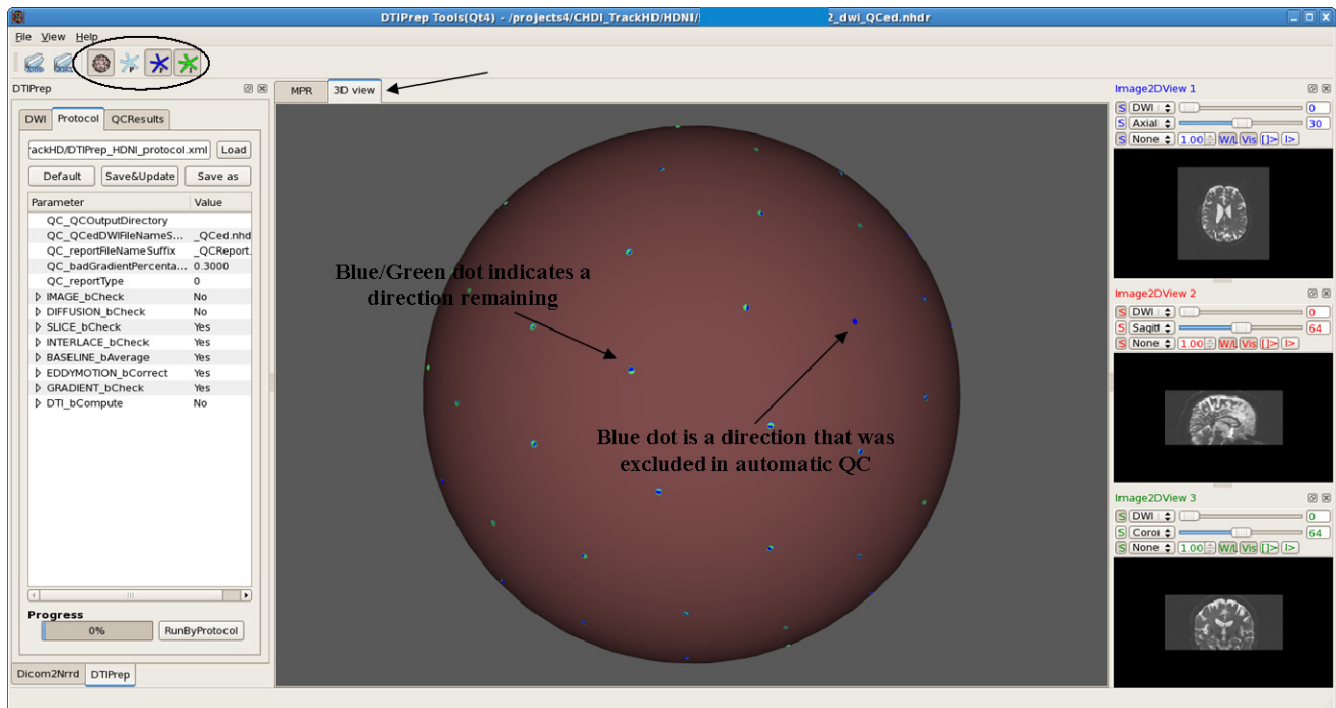 DTIPrep Tools(Qt4) - /projects4/CHDI_TrackHD/HDNI/ 2_dwi_QCed.nhdr
File View Help
DTIPrep
DWI Protocol QCResults
rackHD/DTIPrep_HDNI_protocol.xml Load
Default Save&Update Save as
Parameter Value
QC_QCOutputDirectory
QC_QCedDWIFileNameS... _QCed.nhd
QC_reportFileNameSuffix _QCReport.
QC_badGradientPercenta... 0.3000
QC_reportType 0
IMAGE_bCheck No
DIFFUSION_bCheck No
SLICE_bCheck Yes
INTERLACE_bCheck Yes
BASELINE_bAverage Yes
EDDYMOTION_bCorrect Yes
GRADIENT_bCheck Yes
DTI_bCompute No
Progress
0% RunByProtocol
Dicom2Nrrd DTIPrep
MPR 3D view
Blue/Green dot indicates a
direction remaining
Blue dot is a direction that was
excluded in automatic QC
Image2DView 1
S DWI 0
S Axial 30
S None 1.00 W/L Vis []> I>
Image2DView 2
S DWI 0
S Sagitt 64
S None 1.00 W/L Vis []> I>
Image2DView 3
S DWI 0
S Coroi 64
S None 1.00 W/L Vis []> I>